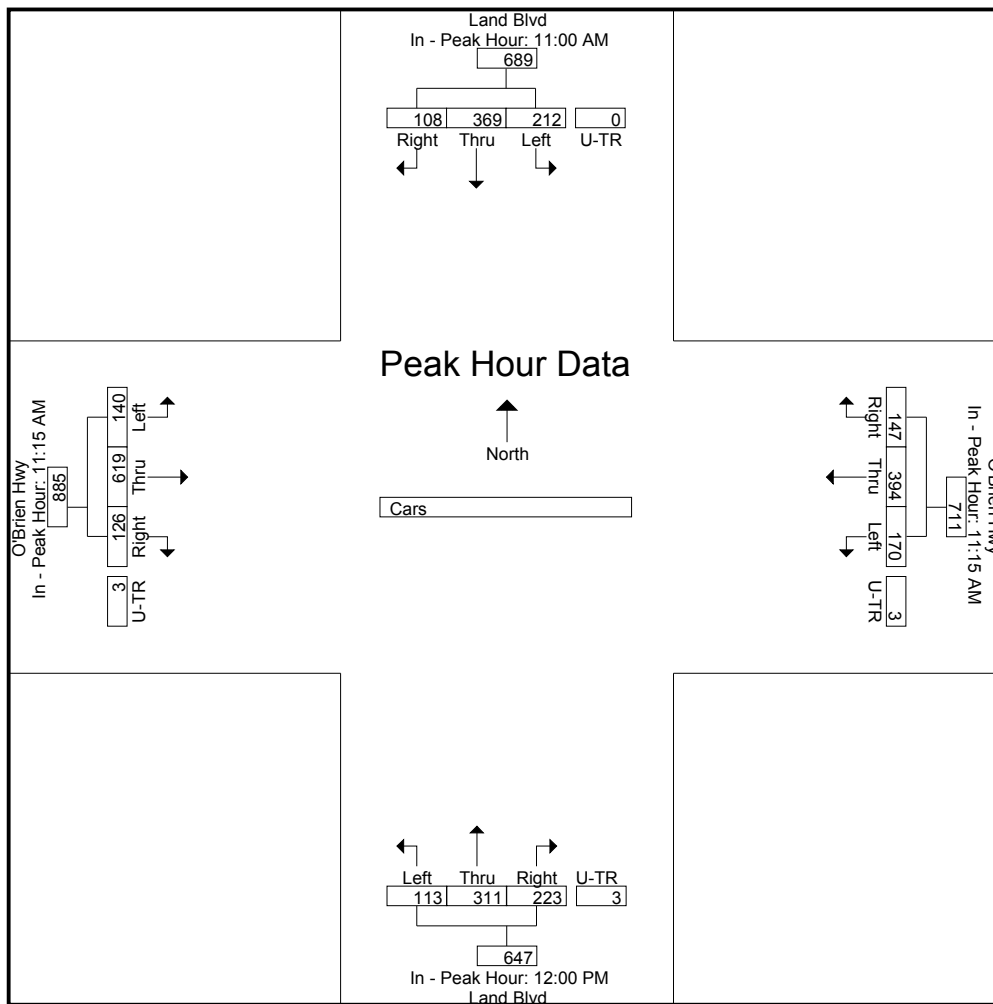 Land Blvd
In - Peak Hour: 11:00 AM
689
108 369 212 0
Right Thru Left U-TR
Peak Hour Data
North
Cars
O'Brien Hwy
In - Peak Hour: 11:15 AM
885
140 619 126 3
Left Thru Right U-TR
O'Brien Hwy
In - Peak Hour: 11:15 AM
711
147 394 170 3
Right Thru Left U-TR
Left Thru Right U-TR
113 311 223 3
647
In - Peak Hour: 12:00 PM
Land Blvd